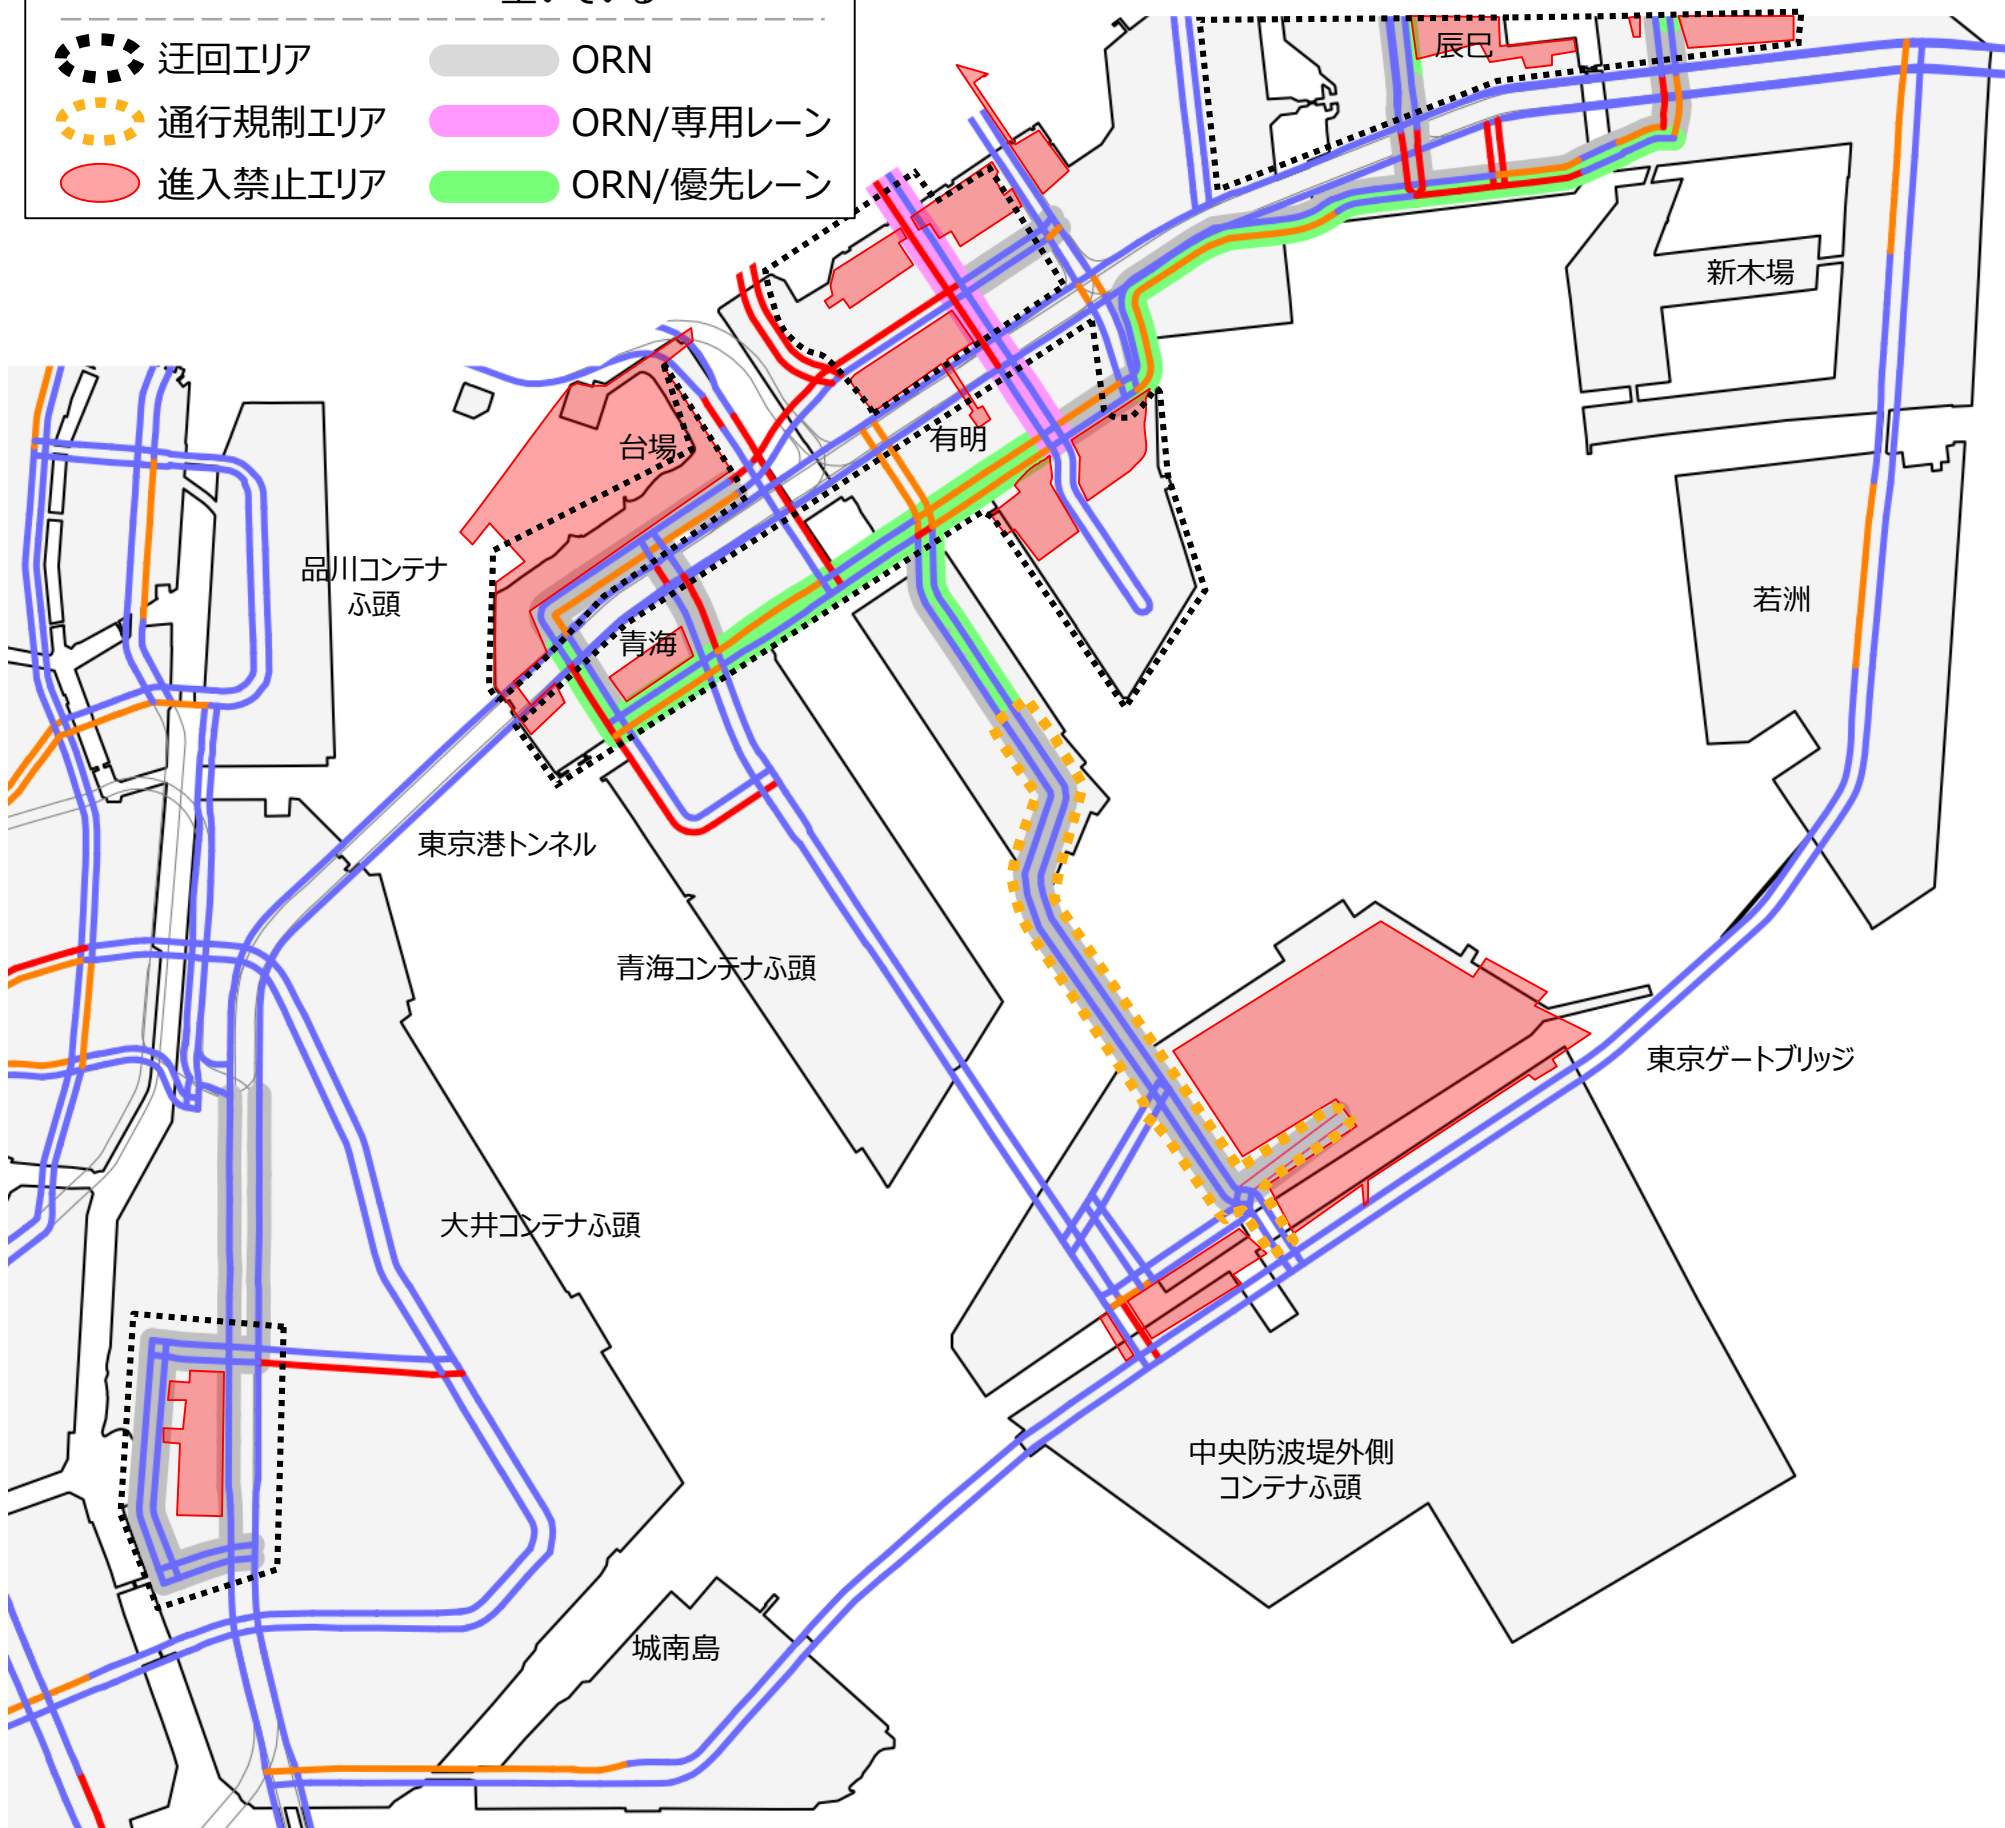 空いている
迂回エリア
ORN
通行規制エリア
ORN/専用レーン
進入禁止エリア
ORN/優先レーン
辰巳
新木場
台場
有明
品川コンテナ
ふ頭
青海
若洲
東京港トンネル
青海コンテナふ頭
東京ゲートブリッジ
大井コンテナふ頭
中央防波堤外側
コンテナふ頭
城南島